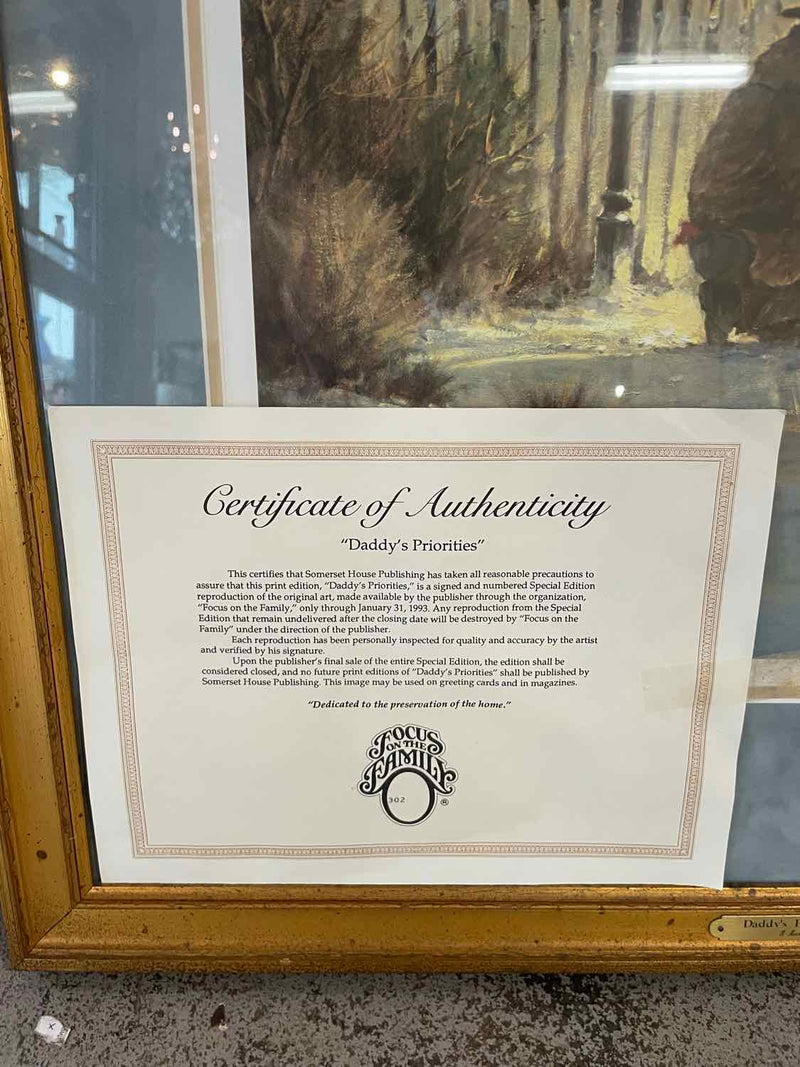 Certificate of Authenticity
“Daddy's Priorities”
This certifies that Somerset House Publishing has taken all reasonable precautions to
assure that this print edition, “Daddy's Priorities,” is a signed and numbered Special Edition
reproduction of the original art, made available by the publisher through the organization,
“Focus on the Family,” only through January 31, 1993. Any reproduction from the Special
Edition that remain undelivered after the closing date will be destroyed by “Focus on the
Family” under the direction of the publisher.
Each reproduction has been personally inspected for quality and accuracy by the artist
and verified by his signature.
Upon the publisher's final sale of the entire Special Edition, the edition shall be
considered closed, and no future print editions of “Daddy's Priorities” shall be published by
Somerset House Publishing. This image may be used on greeting cards and in magazines.
“Dedicated to the preservation of the home.”
FOCUS
ON THE
FAMILY
302
®
Daddy's